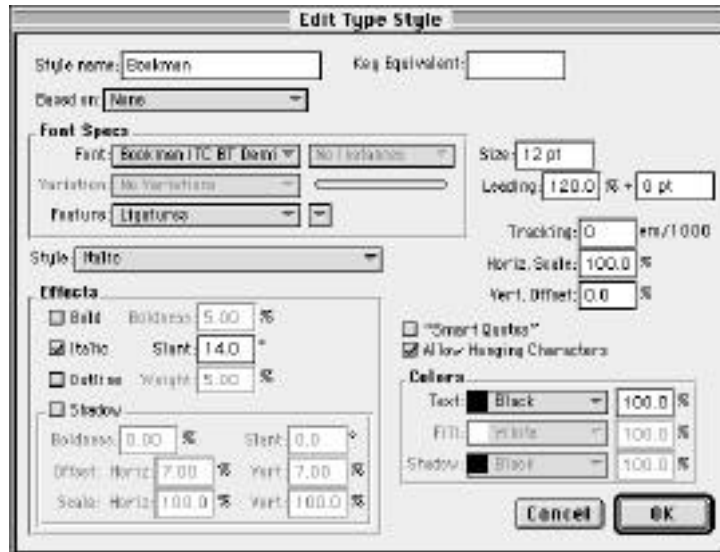 Edit Type Style
Style name: Bookman
Key Equivalent:
Based on: None
Font Specs
Font: Bookman ITC BT Demi
No Instances
Variation: No Variations
Feature: Ligatures
Size: 12 pt
Leading: 120.0 % + 0 pt
Tracking: 0 em/1000
Horiz. Scale: 100.0 %
Vert. Offset: 0.0 %
Style: Italic
Effects
Bold Boldness: 5.00 %
Italic Slant: 14.0 °
Outline Weight: 5.00 %
Shadow
Boldness: 0.00 % Slant: 0.0 °
Offset: Horiz: 7.00 % Vert: 7.00 %
Scale: Horiz: 100.0 % Vert: 100.0 %
"Smart Quotes"
Allow Hanging Characters
Colors
Text: Black 100.0 %
Fill: White 100.0 %
Shadow: Black 100.0 %
Cancel OK